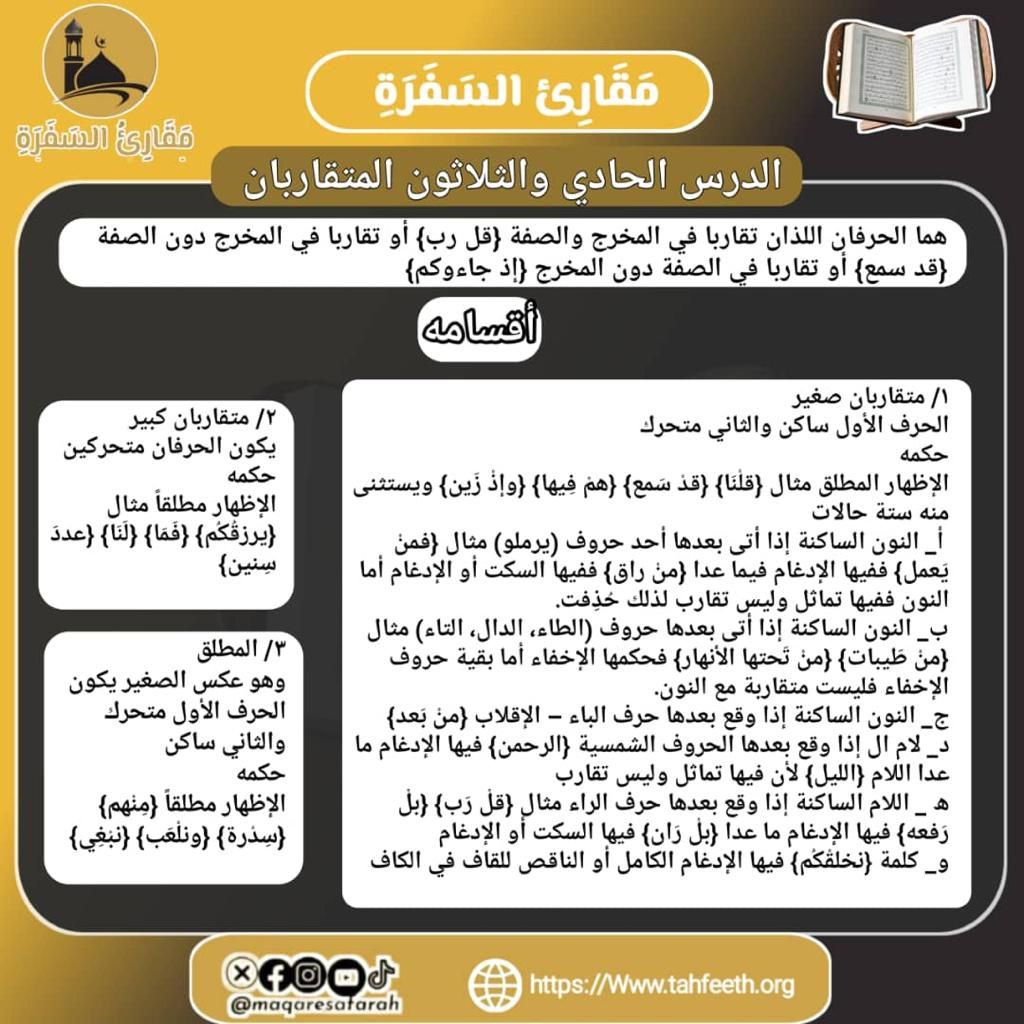 مَقَارِئُ السَفَرَةِ
مَقَارِئ السَفَرَةِ
الدرس الحادي والثلاثون المتقاربان
هما الحرفان اللذان تقاربا في المخرج والصفة {قل رب} أو تقاربا في المخرج دون الصفة
{قد سمع} أو تقاربا في الصفة دون المخرج {إذ جاءوكم}
أقسامه
١/ متقاربان صغير
الحرف الأول ساكن والثاني متحرك
حكمه
الإظهار المطلق مثال {قلْنَا} {قدْ سَمع} {همْ فِيها} {وإذْ زَين} ويستثنى
منه ستة حالات
أ_ النون الساكنة إذا أتى بعدها أحد حروف (يرملو) مثال {فمنْ
يَعمل} ففيها الإدغام فيما عدا {منْ راق} ففيها السكت أو الإدغام أما
النون ففيها تماثل وليس تقارب لذلك حُذِفت.
ب_ النون الساكنة إذا أتى بعدها حروف (الطاء، الدال، التاء) مثال
{منْ طَيبات} {منْ تَحتها الأنهار} فحكمها الإخفاء أما بقية حروف
الإخفاء فليست متقاربة مع النون.
ج_ النون الساكنة إذا وقع بعدها حرف الباء – الإقلاب {منْ بَعد}
د_ لام ال إذا وقع بعدها الحروف الشمسية {الرحمن} فيها الإدغام ما
عدا اللام {الليل} لأن فيها تماثل وليس تقارب
ه _ اللام الساكنة إذا وقع بعدها حرف الراء مثال {قلْ رَب} {بلْ
رَفعه} فيها الإدغام ما عدا {بلْ رَان} فيها السكت أو الإدغام
و_ كلمة {نخلقْكُم} فيها الإدغام الكامل أو الناقص للقاف في الكاف
٢/ متقاربان كبير
يكون الحرفان متحركين
حكمه
الإظهار مطلقاً مثال
{يرزقُكُم} {فَمَا} {لَنَا} {عددَ
سِنين}
٣/ المطلق
وهو عكس الصغير يكون
الحرف الأول متحرك
والثاني ساكن
حكمه
الإظهار مطلقاً {مِنْهم}
{سِدْرة} {ونلْعَب} {نبْغِي}
https://Www.tahfeeth.org
@maqaresafarah